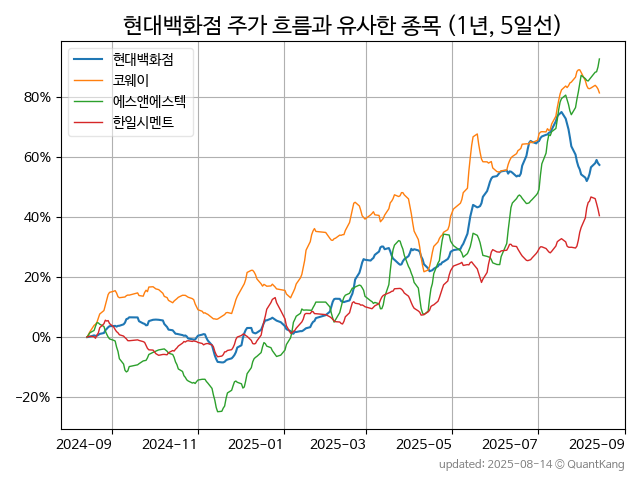 현대백화점 주가 흐름과 유사한 종목 (1년, 5일선)
현대백화점
코웨이
에스앤에스텍
한일시멘트
80%
60%
40%
20%
0%
−20%
2024-09 2024-11 2025-01 2025-03 2025-05 2025-07 2025-09
updated: 2025-08-14 © QuantKang